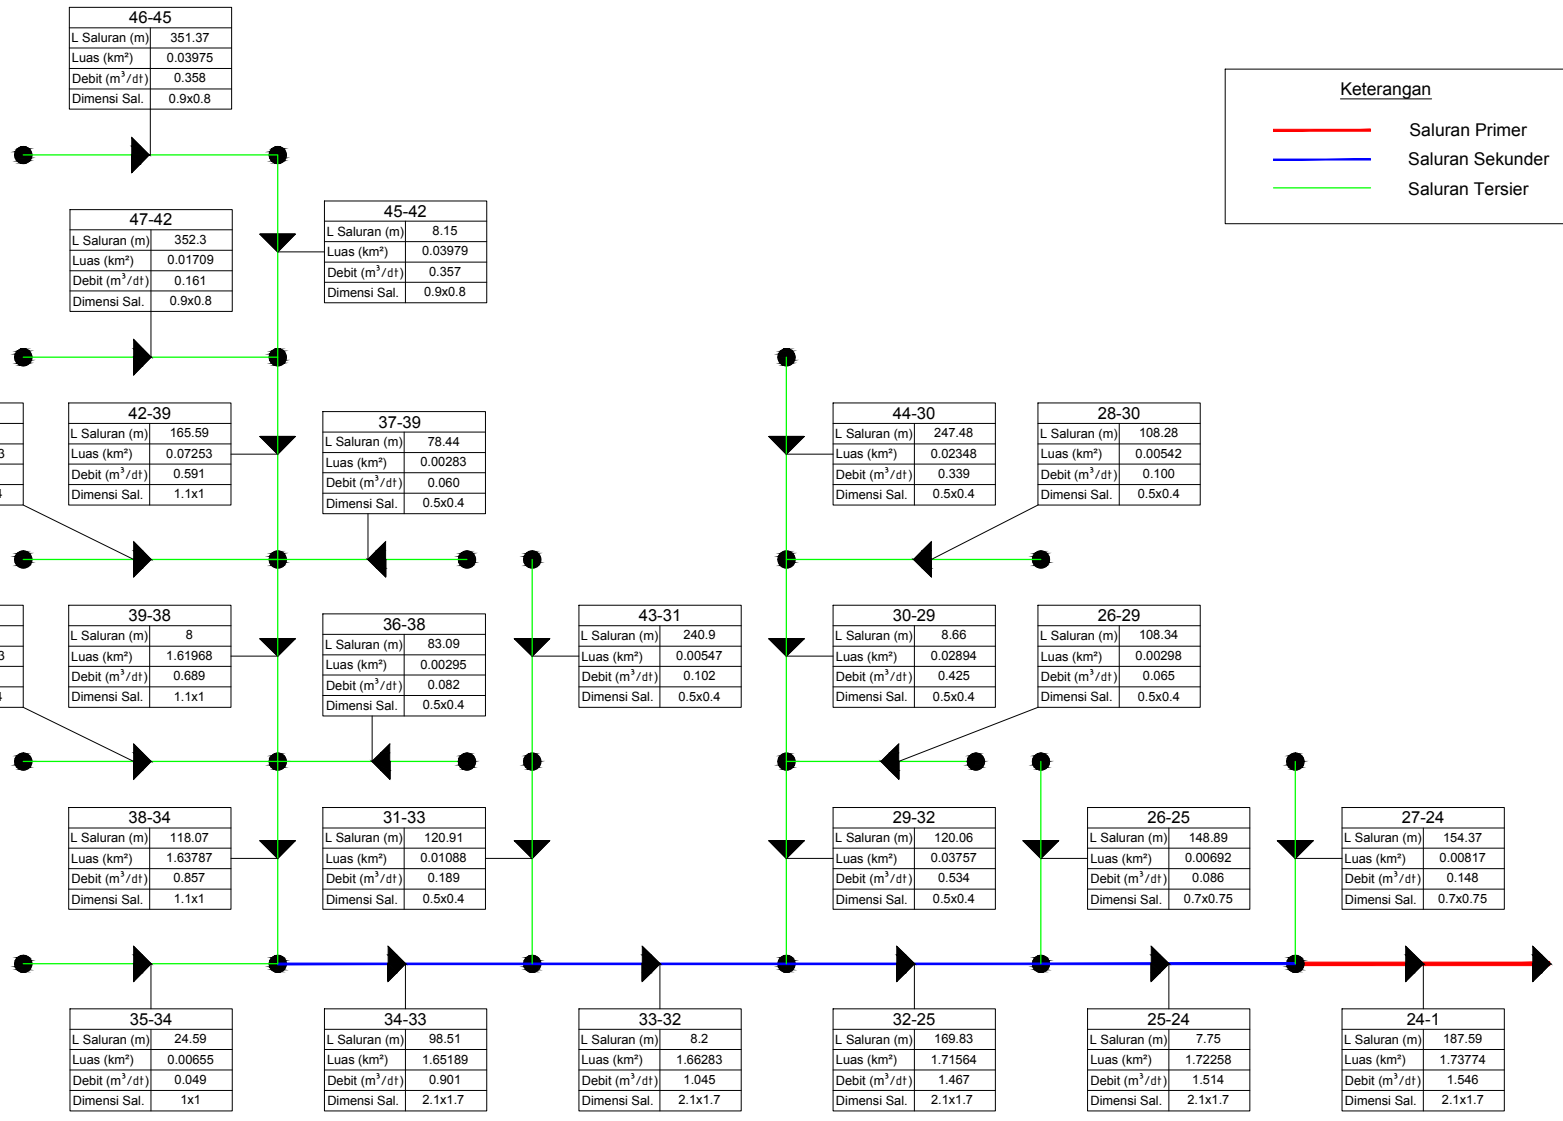 46-45
L Saluran (m) 351.37
Luas (km²) 0.03975
Debit (m³/dt) 0.358
Dimensi Sal. 0.9x0.8
Keterangan
Saluran Primer
Saluran Sekunder
Saluran Tersier
47-42
L Saluran (m) 352.3
Luas (km²) 0.01709
Debit (m³/dt) 0.161
Dimensi Sal. 0.9x0.8
45-42
L Saluran (m) 8.15
Luas (km²) 0.03979
Debit (m³/dt) 0.357
Dimensi Sal. 0.9x0.8
3
4
42-39
L Saluran (m) 165.59
Luas (km²) 0.07253
Debit (m³/dt) 0.591
Dimensi Sal. 1.1x1
37-39
L Saluran (m) 78.44
Luas (km²) 0.00283
Debit (m³/dt) 0.060
Dimensi Sal. 0.5x0.4
44-30
L Saluran (m) 247.48
Luas (km²) 0.02348
Debit (m³/dt) 0.339
Dimensi Sal. 0.5x0.4
28-30
L Saluran (m) 108.28
Luas (km²) 0.00542
Debit (m³/dt) 0.100
Dimensi Sal. 0.5x0.4
3
4
39-38
L Saluran (m) 8
Luas (km²) 1.61968
Debit (m³/dt) 0.689
Dimensi Sal. 1.1x1
36-38
L Saluran (m) 83.09
Luas (km²) 0.00295
Debit (m³/dt) 0.082
Dimensi Sal. 0.5x0.4
43-31
L Saluran (m) 240.9
Luas (km²) 0.00547
Debit (m³/dt) 0.102
Dimensi Sal. 0.5x0.4
30-29
L Saluran (m) 8.66
Luas (km²) 0.02894
Debit (m³/dt) 0.425
Dimensi Sal. 0.5x0.4
26-29
L Saluran (m) 108.34
Luas (km²) 0.00298
Debit (m³/dt) 0.065
Dimensi Sal. 0.5x0.4
38-34
L Saluran (m) 118.07
Luas (km²) 1.63787
Debit (m³/dt) 0.857
Dimensi Sal. 1.1x1
31-33
L Saluran (m) 120.91
Luas (km²) 0.01088
Debit (m³/dt) 0.189
Dimensi Sal. 0.5x0.4
29-32
L Saluran (m) 120.06
Luas (km²) 0.03757
Debit (m³/dt) 0.534
Dimensi Sal. 0.5x0.4
26-25
L Saluran (m) 148.89
Luas (km²) 0.00692
Debit (m³/dt) 0.086
Dimensi Sal. 0.7x0.75
27-24
L Saluran (m) 154.37
Luas (km²) 0.00817
Debit (m³/dt) 0.148
Dimensi Sal. 0.7x0.75
35-34
L Saluran (m) 24.59
Luas (km²) 0.00655
Debit (m³/dt) 0.049
Dimensi Sal. 1x1
34-33
L Saluran (m) 98.51
Luas (km²) 1.65189
Debit (m³/dt) 0.901
Dimensi Sal. 2.1x1.7
33-32
L Saluran (m) 8.2
Luas (km²) 1.66283
Debit (m³/dt) 1.045
Dimensi Sal. 2.1x1.7
32-25
L Saluran (m) 169.83
Luas (km²) 1.71564
Debit (m³/dt) 1.467
Dimensi Sal. 2.1x1.7
25-24
L Saluran (m) 7.75
Luas (km²) 1.72258
Debit (m³/dt) 1.514
Dimensi Sal. 2.1x1.7
24-1
L Saluran (m) 187.59
Luas (km²) 1.73774
Debit (m³/dt) 1.546
Dimensi Sal. 2.1x1.7